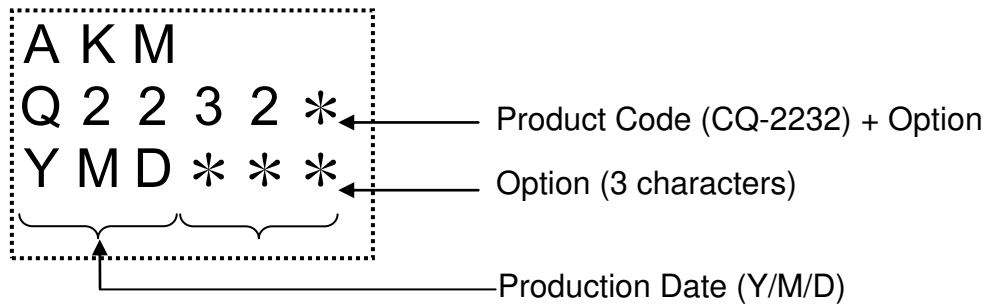 A K M
Q 2 2 3 2 *
Product Code (CQ-2232) + Option
Y M D * * *
Option (3 characters)
Production Date (Y/M/D)